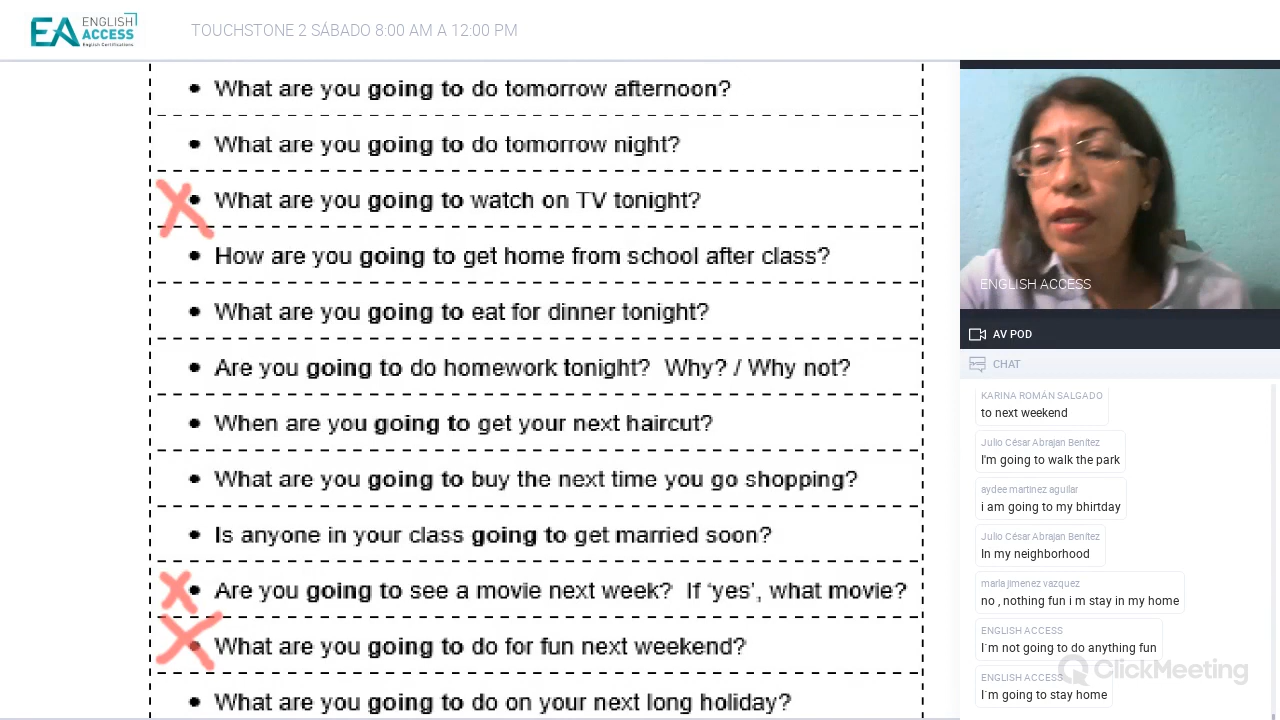 EA ENGLISH ACCESS
English Certifications
TOUCHSTONE 2 SÁBADO 8:00 AM A 12:00 PM
• What are you going to do tomorrow afternoon?
• What are you going to do tomorrow night?
• What are you going to watch on TV tonight?
• How are you going to get home from school after class?
• What are you going to eat for dinner tonight?
• Are you going to do homework tonight? Why? / Why not?
• When are you going to get your next haircut?
• What are you going to buy the next time you go shopping?
• Is anyone in your class going to get married soon?
• Are you going to see a movie next week? If ‘yes’, what movie?
• What are you going to do for fun next weekend?
• What are you going to do on your next long holiday?
ENGLISH ACCESS
AV POD
CHAT
KARINA ROMÁN SALGADO
to next weekend
Julio César Abrajan Benítez
I'm going to walk the park
aydee martinez aguilar
i am going to my bhirtday
Julio César Abrajan Benítez
In my neighborhood
marla jimenez vazquez
no , nothing fun i m stay in my home
ENGLISH ACCESS
I´m not going to do anything fun
ENGLISH ACCESS
I´m going to stay home
ClickMeeting